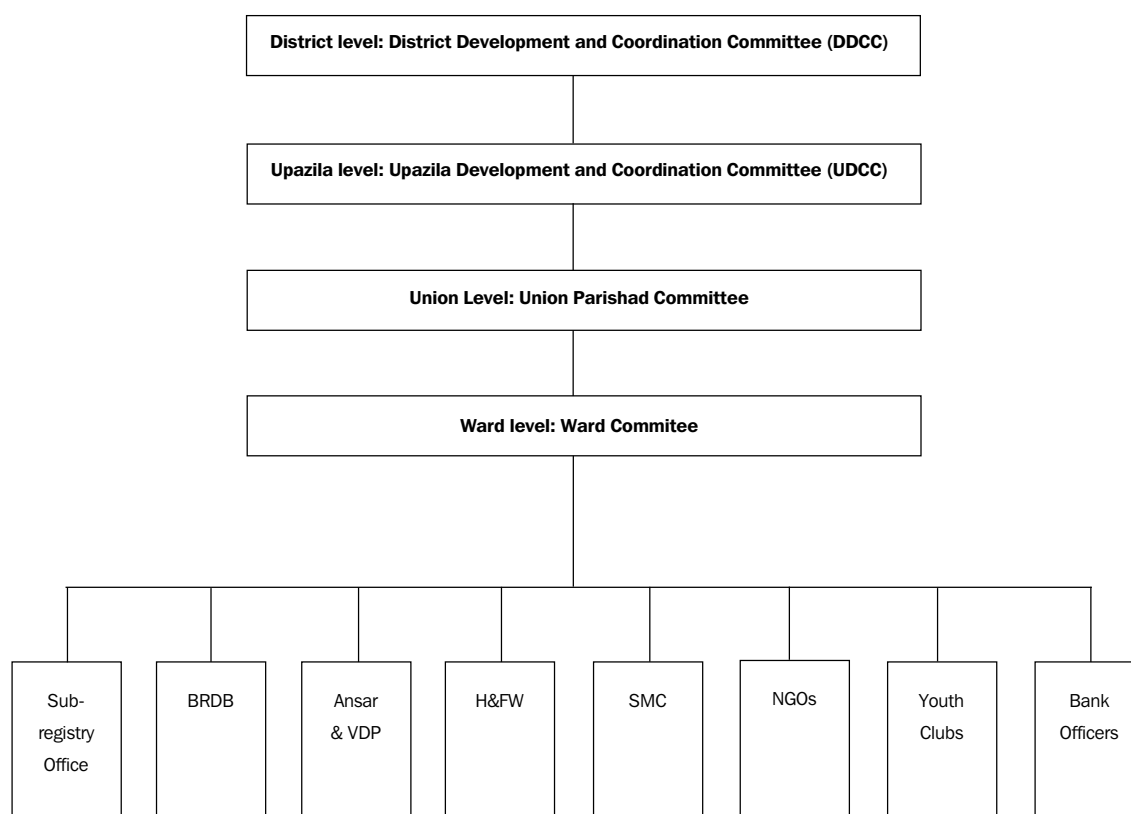 District level: District Development and Coordination Committee (DDCC)
Upazila level: Upazila Development and Coordination Committee (UDCC)
Union Level: Union Parishad Committee
Ward level: Ward Commitee
Sub-
registry
Office
BRDB
Ansar
& VDP
H&FW
SMC
NGOs
Youth
Clubs
Bank
Officers